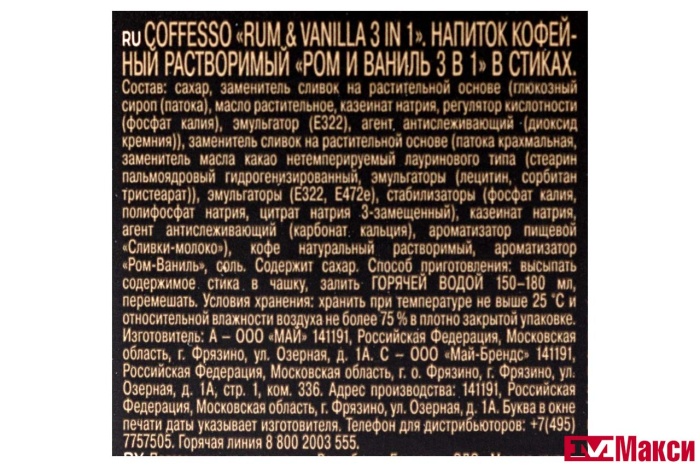 RU COFFESSO «RUM & VANILLA 3 IN 1». НАПИТОК КОФЕЙ-
НЫЙ РАСТВОРИМЫЙ «РОМ И ВАНИЛЬ 3 В 1» В СТИКАХ.
Состав: сахар, заменитель сливок на растительной основе (глюкозный
сироп (патока), масло растительное, казеинат натрия, регулятор кислотности
(фосфат калия), эмульгатор (Е322), агент антислеживающий (диоксид
кремния)), заменитель сливок на растительной основе (патока крахмальная,
заменитель масла какао нетемперируемый лауринового типа (стеарин
пальмоядровый гидрогенизированный, эмульгаторы (лецитин, сорбитан
тристеарат)), эмульгаторы (Е322, Е472е), стабилизаторы (фосфат калия,
полифосфат натрия, цитрат натрия 3-замещенный), казеинат натрия,
агент антислеживающий (карбонат кальция), ароматизатор пищевой
«Сливки-молоко»), кофе натуральный растворимый, ароматизатор
«Ром-Ваниль», соль. Содержит сахар. Способ приготовления: высыпать
содержимое стика в чашку, залить ГОРЯЧЕЙ ВОДОЙ 150–180 мл,
перемешать. Условия хранения: хранить при температуре не выше 25 °С и
относительной влажности воздуха не более 75 % в плотно закрытой упаковке.
Изготовитель: А – ООО «МАЙ» 141191, Российская Федерация, Московская
область, г. Фрязино, ул. Озерная, д. 1А. С – ООО «Май-Брендс» 141191,
Российская Федерация, Московская область, г. о. Фрязино, г. Фрязино, ул.
Озерная, д. 1А, стр. 1, ком. 336. Адрес производства: 141191, Российская
Федерация, Московская область, г. Фрязино, ул. Озерная, д. 1А. Буква в окне
печати даты указывает изготовителя. Телефон для потребителей: +7(495)
7757505. Горячая линия 8 800 2003 555.
Макси